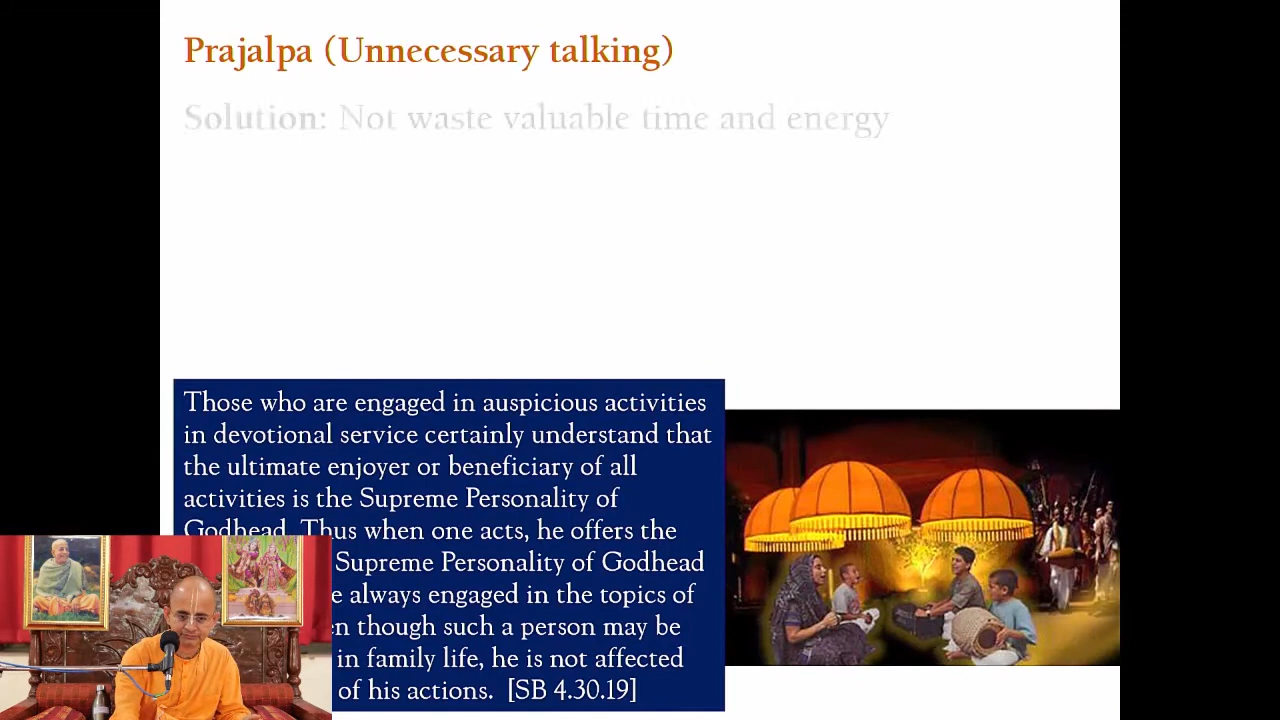 Prajalpa (Unnecessary talking)
Solution: Not waste valuable time and energy
Those who are engaged in auspicious activities
in devotional service certainly understand that
the ultimate enjoyer or beneficiary of all
activities is the Supreme Personality of
Godhead. Thus when one acts, he offers the
Supreme Personality of Godhead
always engaged in the topics of
though such a person may be
in family life, he is not affected
of his actions. [SB 4.30.19]